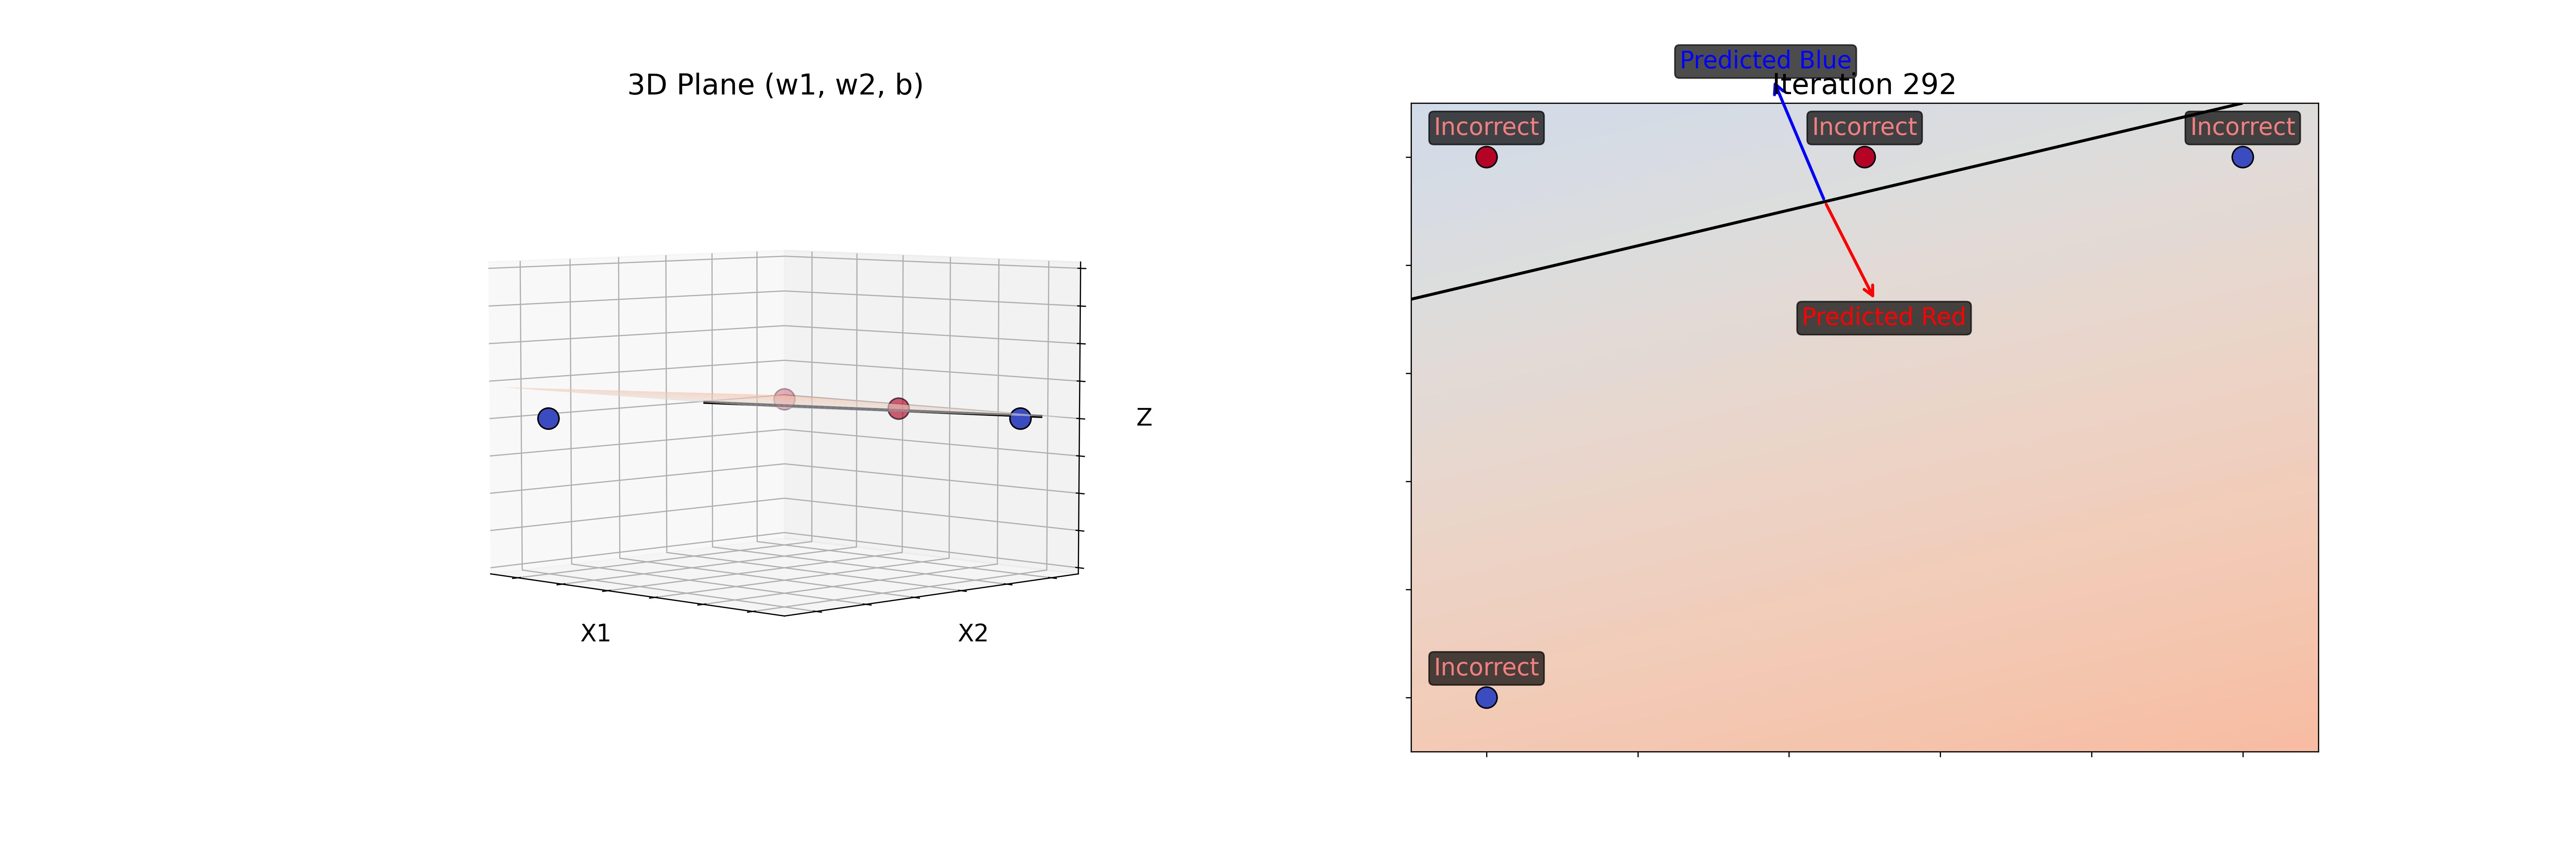 3D Plane (w1, w2, b)
Z
X1
X2
Predicted Blue
Iteration 292
Incorrect
Incorrect
Incorrect
Predicted Red
Incorrect